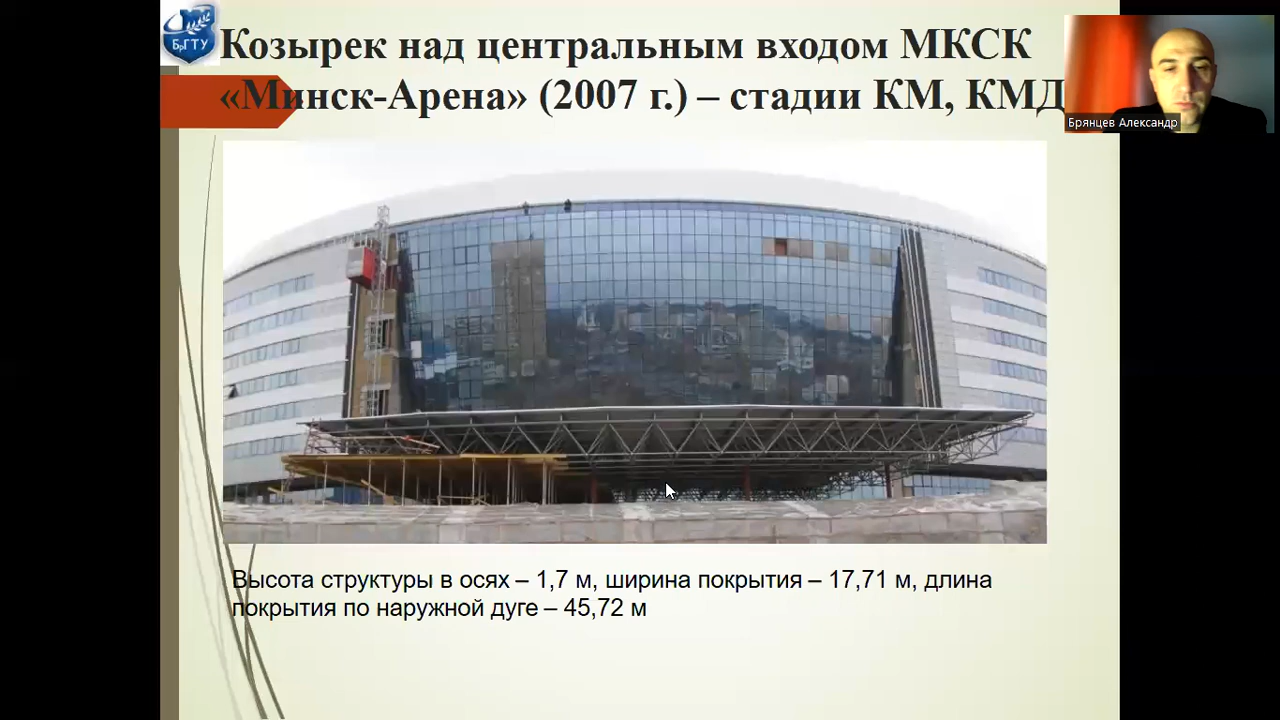 БрГТУ
Козырек над центральным входом МКСК
«Минск-Арена» (2007 г.) – стадии КМ, КМД
Брянцев Александр
Высота структуры в осях – 1,7 м, ширина покрытия – 17,71 м, длина
покрытия по наружной дуге – 45,72 м